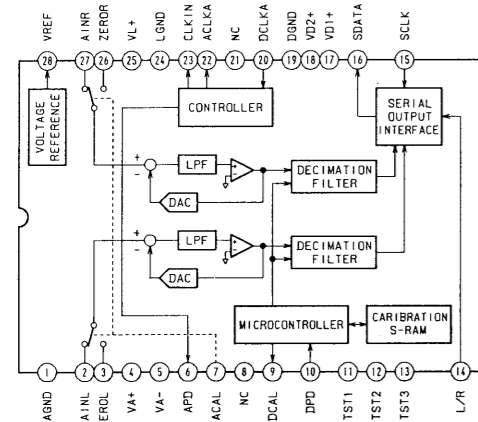 VREF AINR ZEROR VL+ LGND CLKIN ACLKA NC DCLKA DGND VD2+ VD1+ SDATA SCLK
28 27 26 25 24 23 22 21 20 19 18 17 16 15
VOLTAGE
REFERENCE
CONTROLLER
SERIAL
OUTPUT
INTERFACE
+
-
LPF
+
-
DECIMATION
FILTER
DAC
+
-
LPF
+
-
DECIMATION
FILTER
DAC
MICROCONTROLLER
CARIBRATION
S-RAM
1 2 3 4 5 6 7 8 9 10 11 12 13 14
AGND AINL EROL VA+ VA- APD ACAL NC DCAL DPD TST1 TST2 TST3 L/R